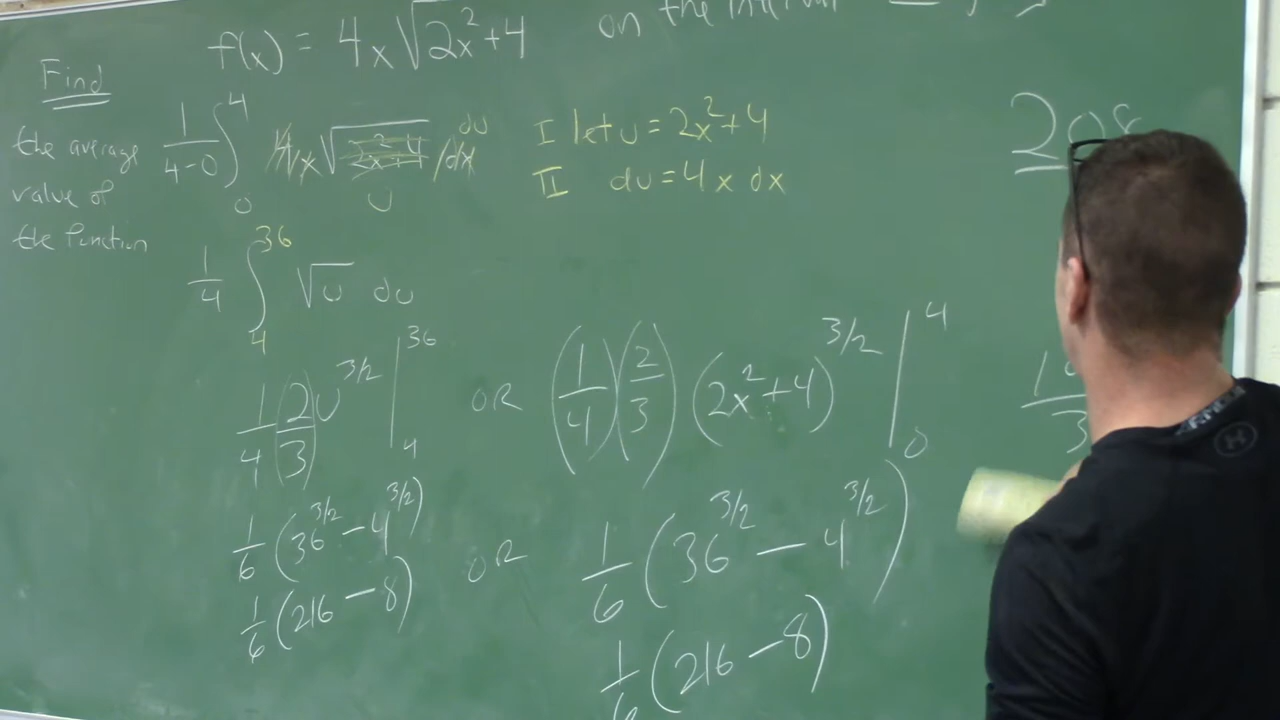 f(x) = 4x√(2x²+4) on the interval
Find
the average
value of
the function
1/(4-0) ∫₀⁴ 4x√(2x²+4) dx du
u
I let u = 2x²+4
II du = 4x dx
208
1/4 ∫₄³⁶ √u du
1/4 (2/3) u^(3/2) |₄³⁶ OR (1/4)(2/3)(2x²+4)^(3/2) |₀⁴
1/6 (36^(3/2) - 4^(3/2)) OR 1/6 (36^(3/2) - 4^(3/2))
1/6 (216 - 8)
1/6 (216 - 8)